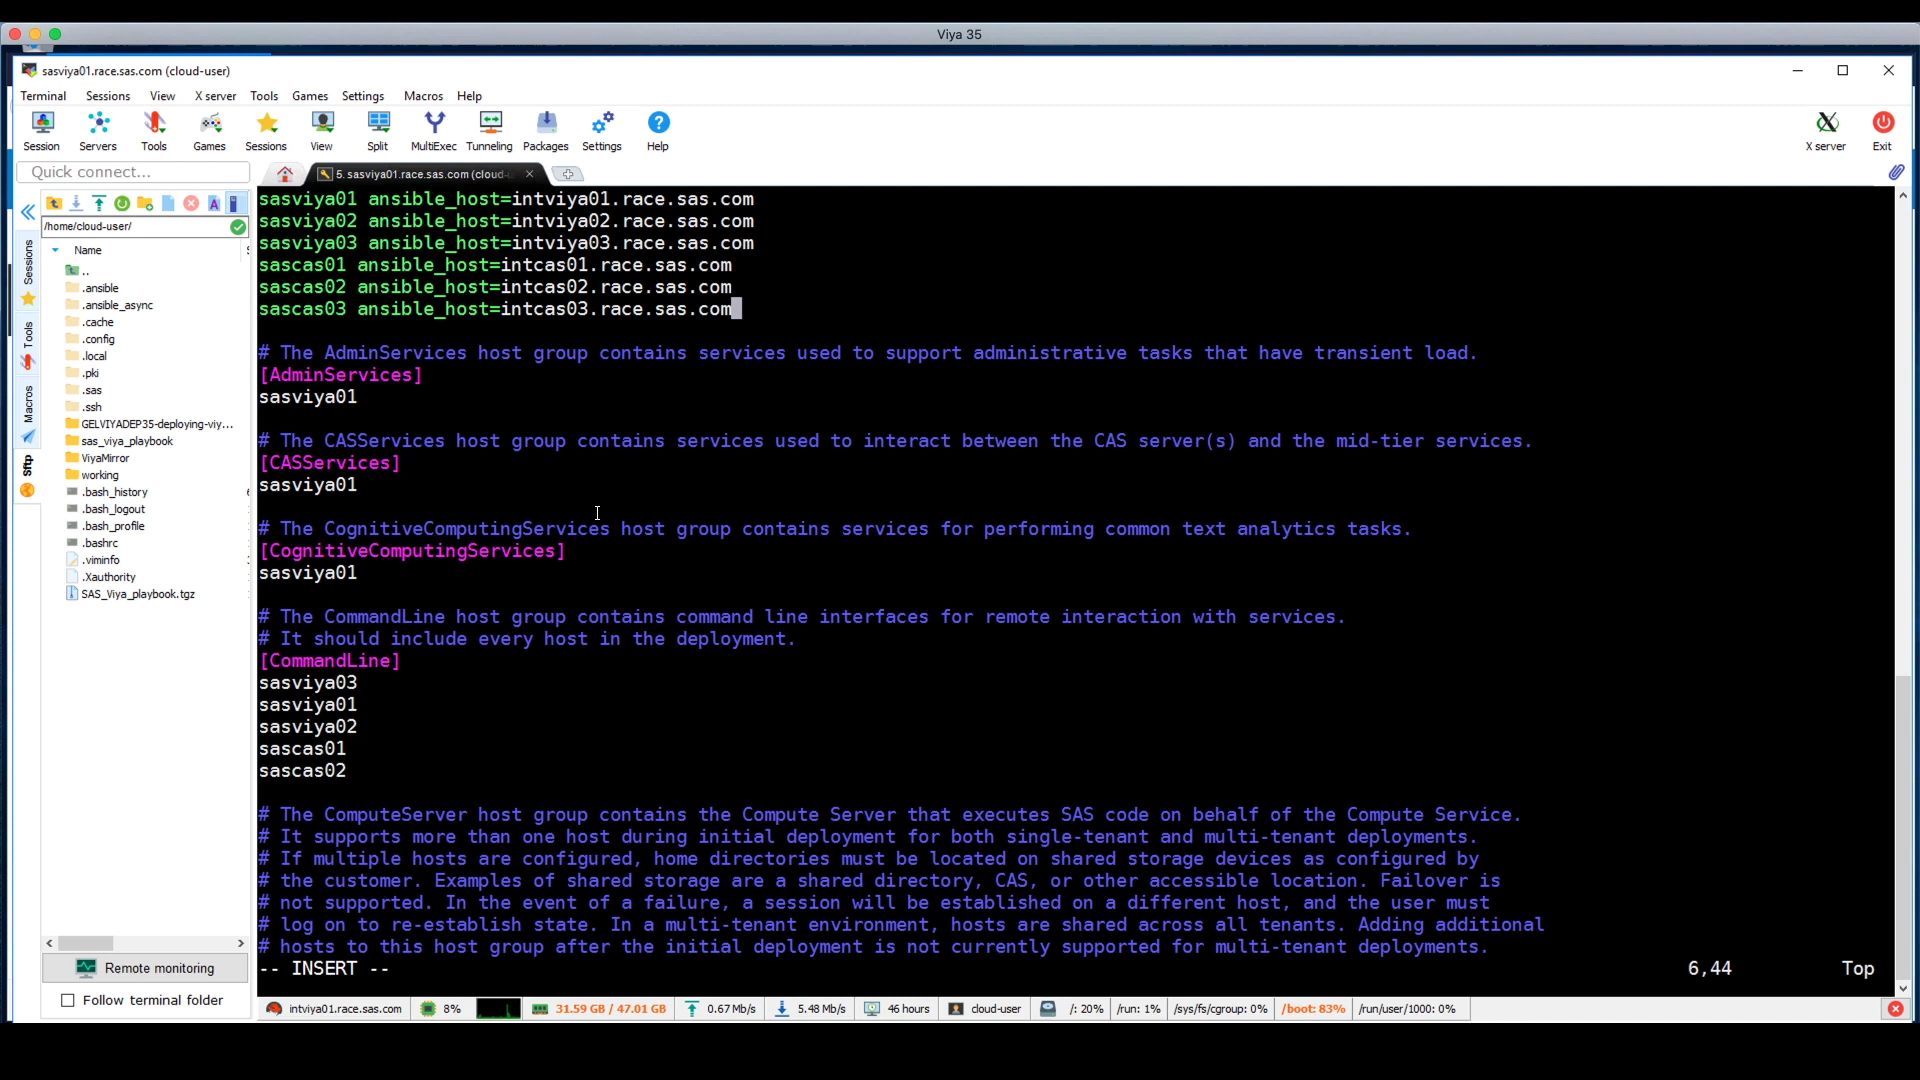 Viya 35
sasviya01.race.sas.com (cloud-user)
Terminal Sessions View X server Tools Games Settings Macros Help
Session Servers Tools Games Sessions View Split MultiExec Tunneling Packages Settings Help X server Exit
Quick connect...
5. sasviya01.race.sas.com (cloud-
/home/cloud-user/
Name
..
.ansible
.ansible_async
.cache
.config
.local
.pki
.sas
.ssh
GELVIYADEP35-deploying-viy...
sas_viya_playbook
ViyaMirror
working
.bash_history
.bash_logout
.bash_profile
.bashrc
.viminfo
.Xauthority
SAS_Viya_playbook.tgz
Sessions
Tools
Macros
Sftp
Remote monitoring
Follow terminal folder
sasviya01 ansible_host=intviya01.race.sas.com
sasviya02 ansible_host=intviya02.race.sas.com
sasviya03 ansible_host=intviya03.race.sas.com
sascas01 ansible_host=intcas01.race.sas.com
sascas02 ansible_host=intcas02.race.sas.com
sascas03 ansible_host=intcas03.race.sas.com
# The AdminServices host group contains services used to support administrative tasks that have transient load.
[AdminServices]
sasviya01
# The CASServices host group contains services used to interact between the CAS server(s) and the mid-tier services.
[CASServices]
sasviya01
# The CognitiveComputingServices host group contains services for performing common text analytics tasks.
[CognitiveComputingServices]
sasviya01
# The CommandLine host group contains command line interfaces for remote interaction with services.
# It should include every host in the deployment.
[CommandLine]
sasviya03
sasviya01
sasviya02
sascas01
sascas02
# The ComputeServer host group contains the Compute Server that executes SAS code on behalf of the Compute Service.
# It supports more than one host during initial deployment for both single-tenant and multi-tenant deployments.
# If multiple hosts are configured, home directories must be located on shared storage devices as configured by
# the customer. Examples of shared storage are a shared directory, CAS, or other accessible location. Failover is
# not supported. In the event of a failure, a session will be established on a different host, and the user must
# log on to re-establish state. In a multi-tenant environment, hosts are shared across all tenants. Adding additional
# hosts to this host group after the initial deployment is not currently supported for multi-tenant deployments.
-- INSERT -- 6,44 Top
intviya01.race.sas.com 8% 31.59 GB / 47.01 GB 0.67 Mb/s 5.48 Mb/s 46 hours cloud-user /: 20% /run: 1% /sys/fs/cgroup: 0% /boot: 83% /run/user/1000: 0%